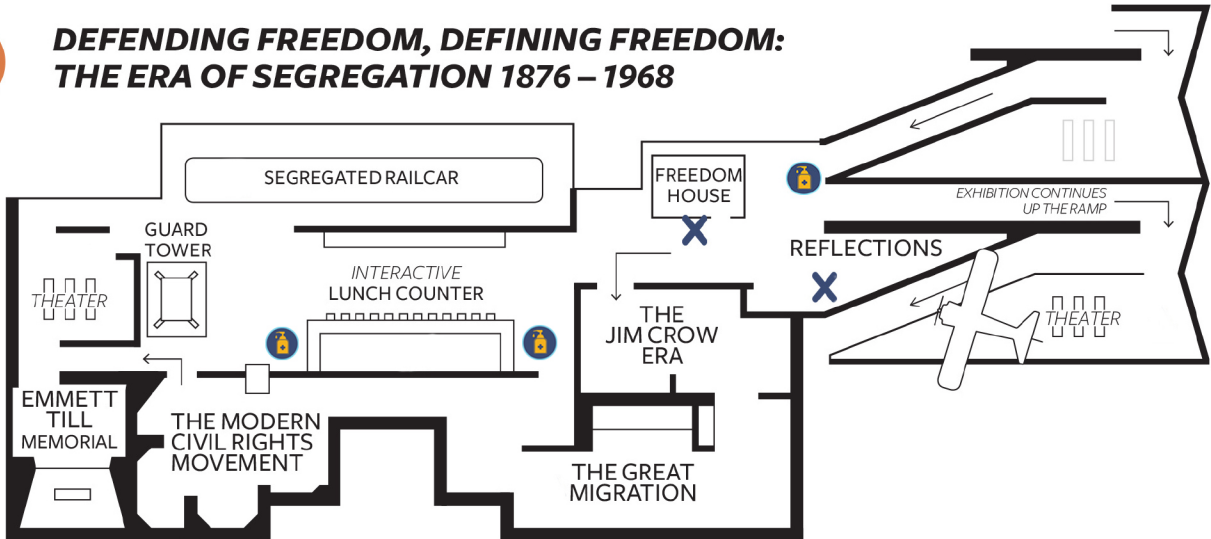 DEFENDING FREEDOM, DEFINING FREEDOM:
THE ERA OF SEGREGATION 1876 – 1968
SEGREGATED RAILCAR
FREEDOM
HOUSE
EXHIBITION CONTINUES
UP THE RAMP
GUARD
TOWER
REFLECTIONS
INTERACTIVE
LUNCH COUNTER
THEATER
THE
JIM CROW
ERA
THEATER
EMMETT
TILL
MEMORIAL
THE MODERN
CIVIL RIGHTS
MOVEMENT
THE GREAT
MIGRATION